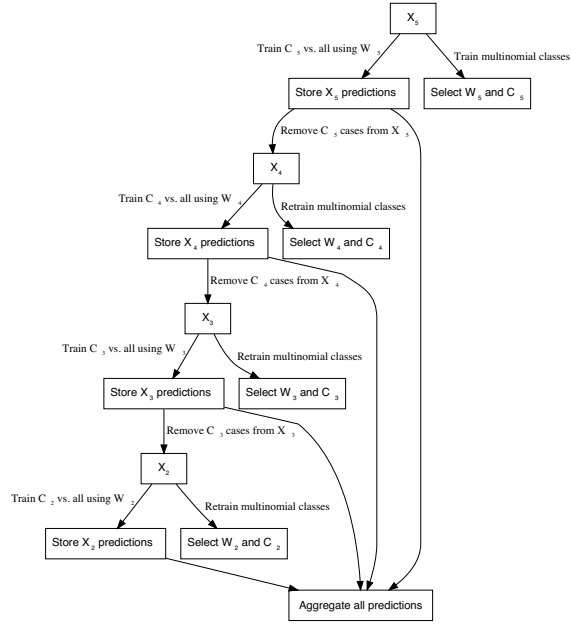 X5
Train C5 vs. all using W5
Train multinomial classes
Store X5 predictions
Select W5 and C5
Remove C5 cases from X5
X4
Train C4 vs. all using W4
Retrain multinomial classes
Store X4 predictions
Select W4 and C4
Remove C4 cases from X4
X3
Train C3 vs. all using W3
Retrain multinomial classes
Store X3 predictions
Select W3 and C3
Remove C3 cases from X3
X2
Train C2 vs. all using W2
Retrain multinomial classes
Store X2 predictions
Select W2 and C2
Aggregate all predictions